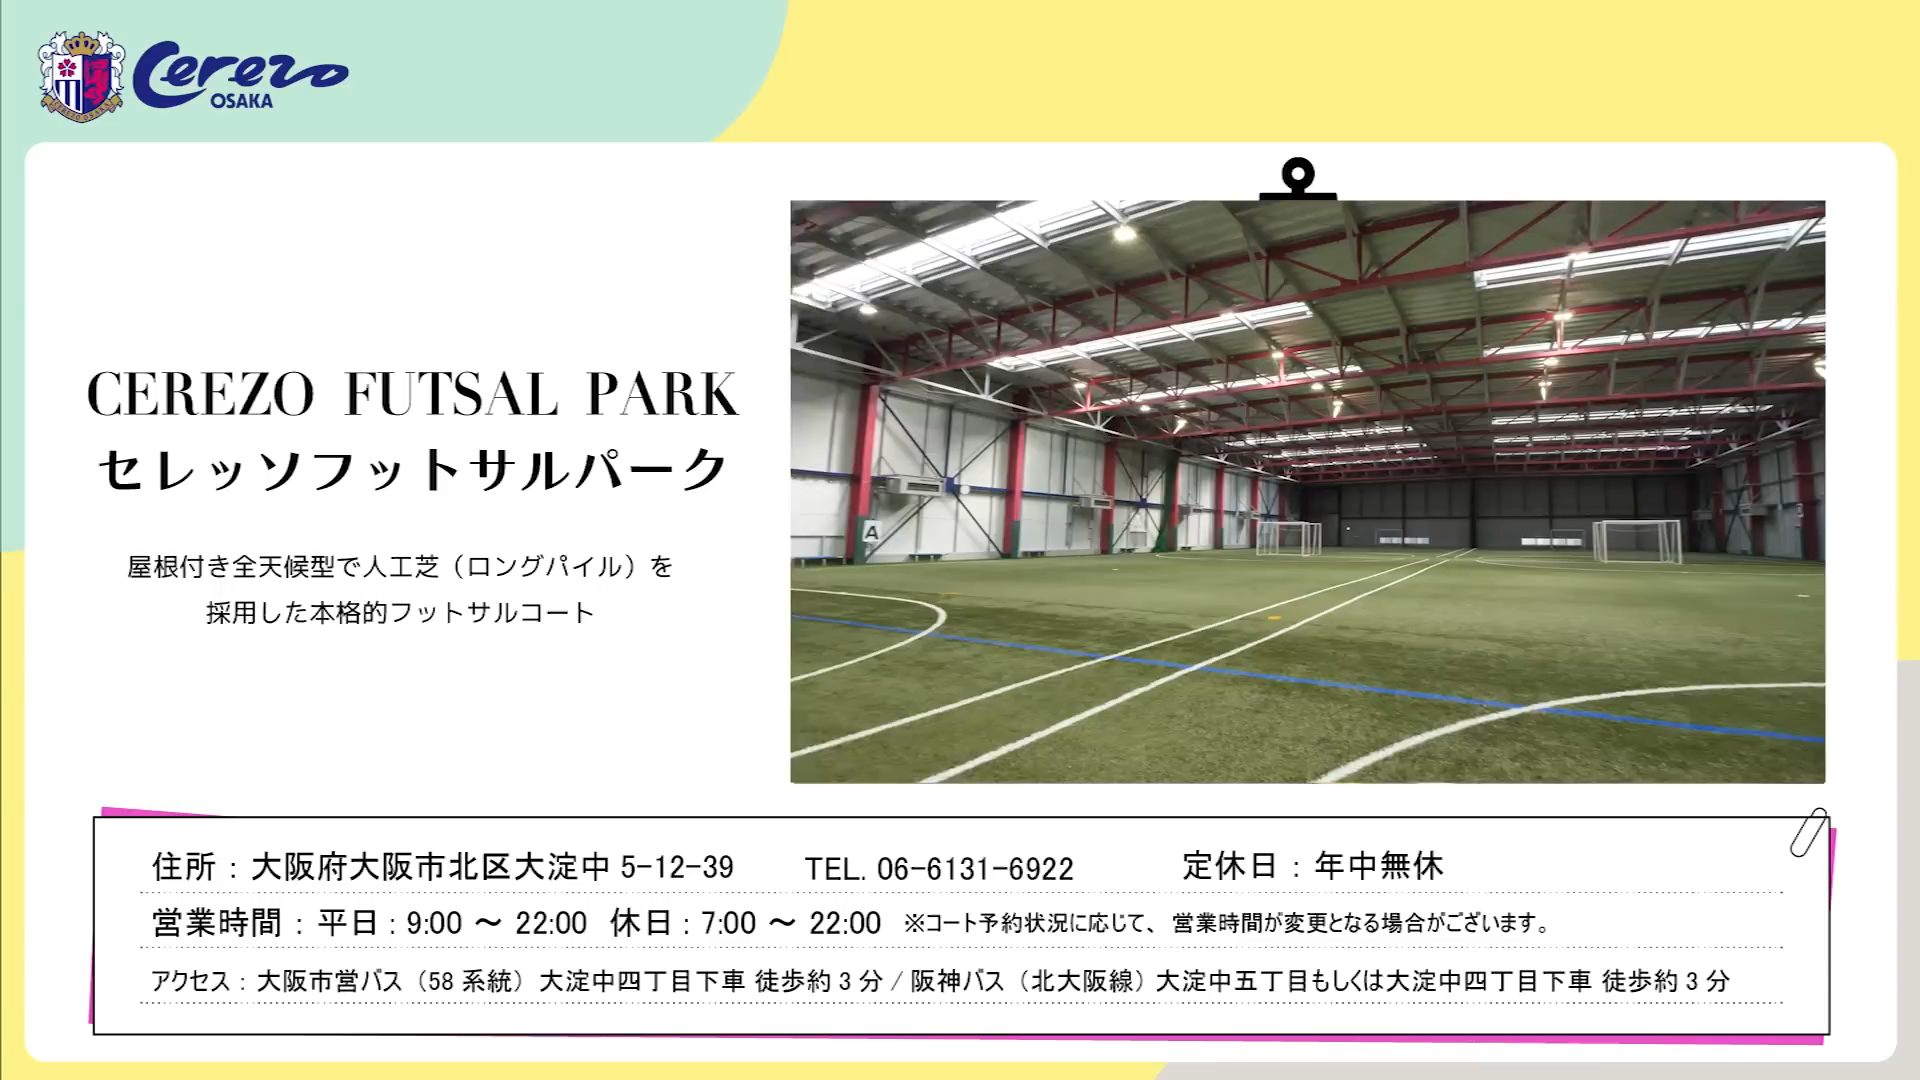 Cerezo
OSAKA
CEREZO FUTSAL PARK
セレッソフットサルパーク
屋根付き全天候型で人工芝（ロングパイル）を
採用した本格的フットサルコート
A
住所：大阪府大阪市北区大淀中 5-12-39 TEL. 06-6131-6922 定休日：年中無休
営業時間：平日：9:00 〜 22:00 休日：7:00 〜 22:00 ※コート予約状況に応じて、営業時間が変更となる場合がございます。
アクセス：大阪市営バス（58 系統）大淀中四丁目下車 徒歩約 3 分 / 阪神バス（北大阪線）大淀中五丁目もしくは大淀中四丁目下車 徒歩約 3 分